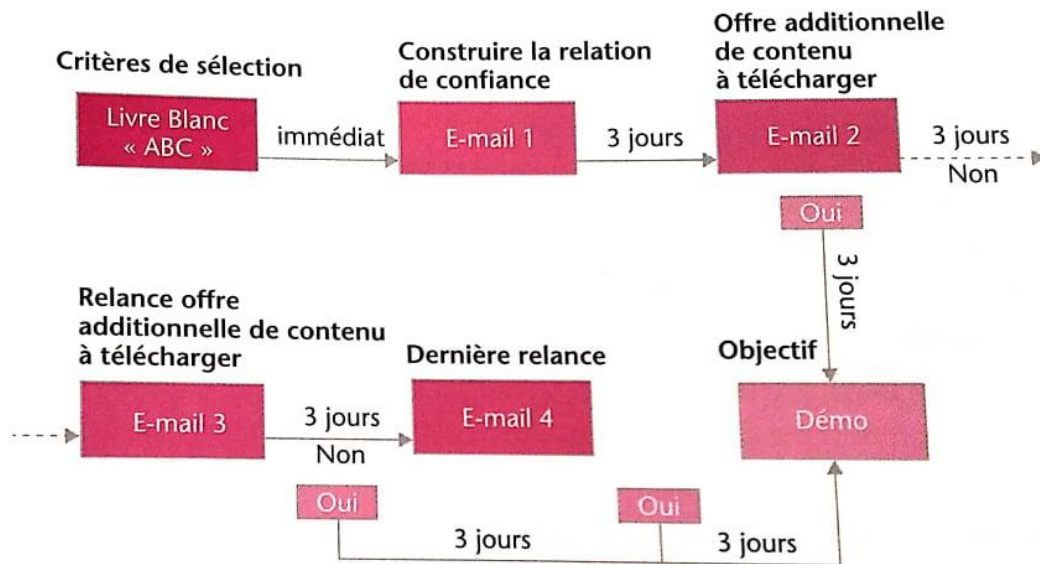 Critères de sélection
Construire la relation
de confiance
Offre additionnelle
de contenu
à télécharger
Livre Blanc
« ABC »
immédiat
E-mail 1
3 jours
E-mail 2
3 jours
Non
Oui
3 jours
Relance offre
additionnelle de contenu
à télécharger
Dernière relance
Objectif
E-mail 3
3 jours
Non
E-mail 4
Démo
Oui
Oui
3 jours
3 jours